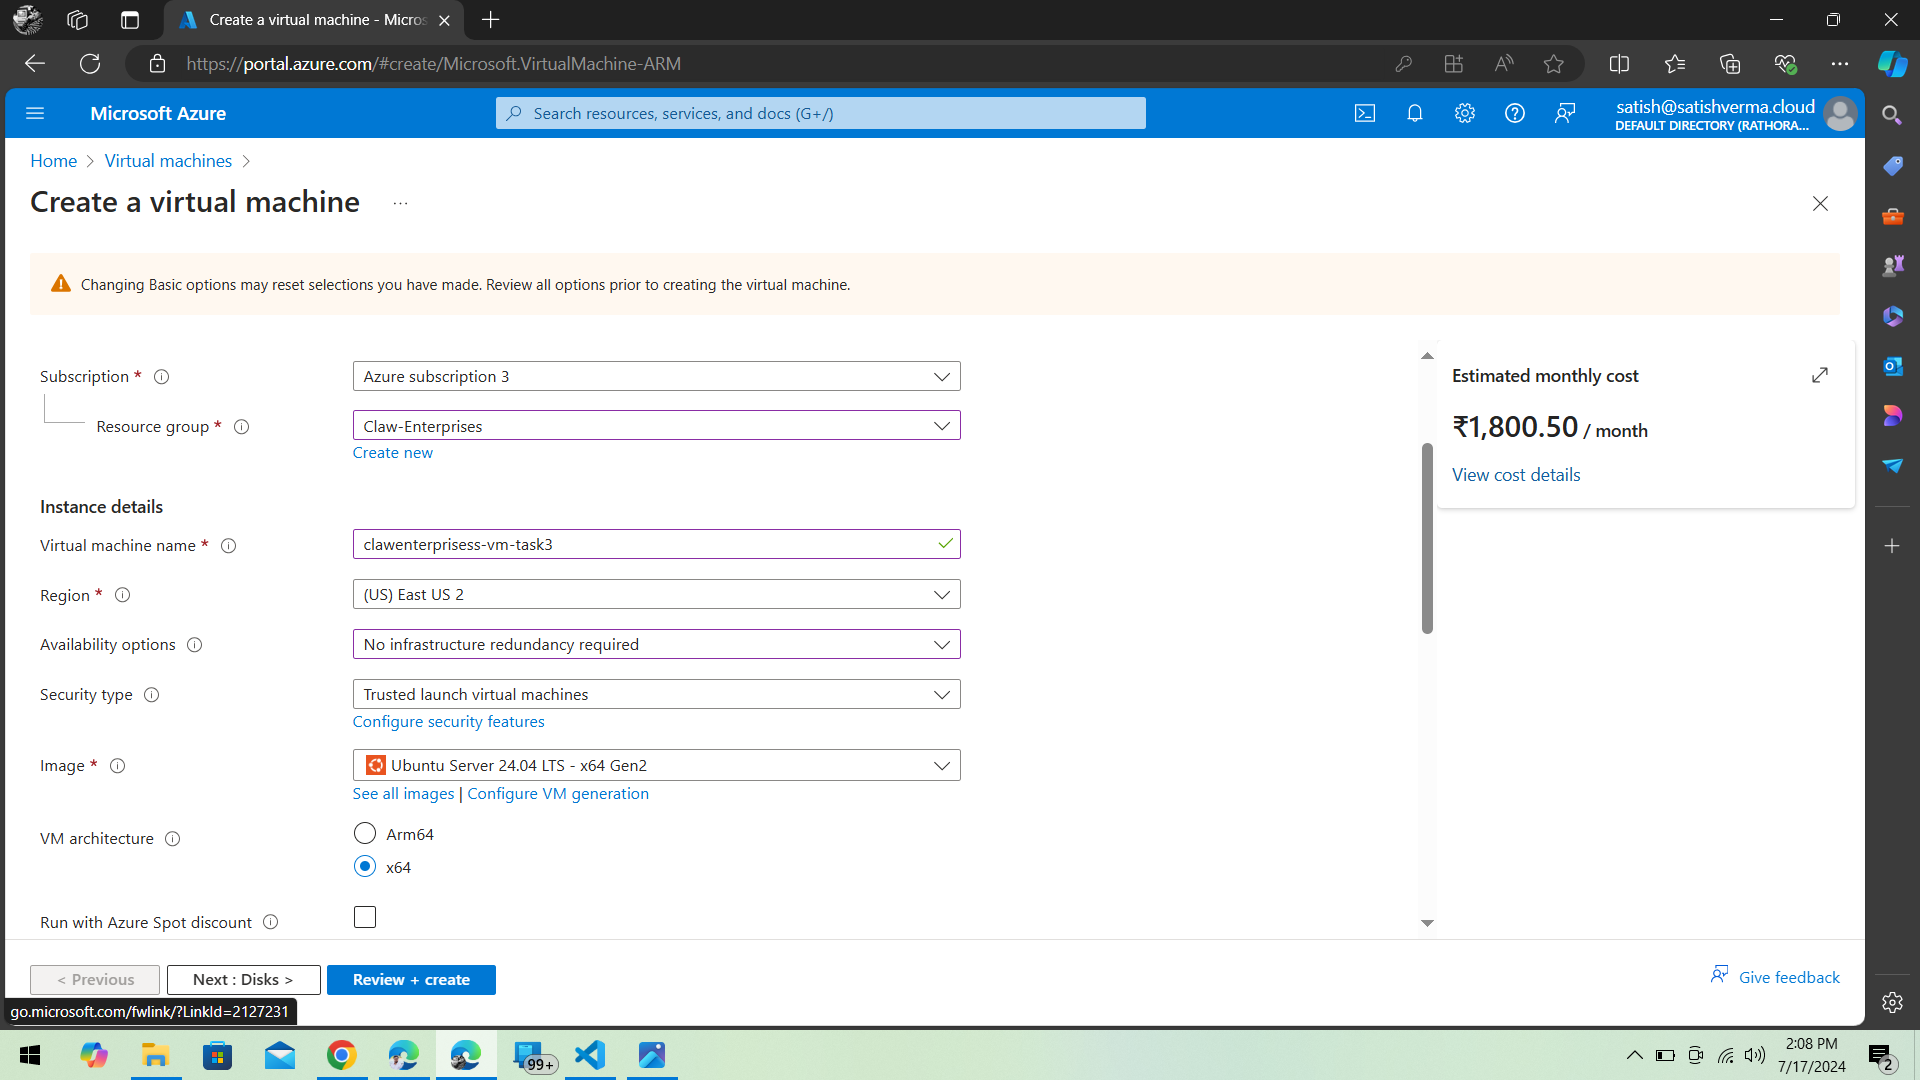 Create a virtual machine - Micros
https://portal.azure.com/#create/Microsoft.VirtualMachine-ARM
Microsoft Azure
Search resources, services, and docs (G+/)
satish@satishverma.cloud
DEFAULT DIRECTORY (RATHORA...
Home > Virtual machines >
Create a virtual machine ...
Changing Basic options may reset selections you have made. Review all options prior to creating the virtual machine.
Subscription *
Azure subscription 3
Resource group *
Claw-Enterprises
Create new
Instance details
Virtual machine name *
clawenterprisess-vm-task3
Region *
(US) East US 2
Availability options
No infrastructure redundancy required
Security type
Trusted launch virtual machines
Configure security features
Image *
Ubuntu Server 24.04 LTS - x64 Gen2
See all images | Configure VM generation
VM architecture
Arm64
x64
Run with Azure Spot discount
Estimated monthly cost
₹1,800.50 / month
View cost details
< Previous
Next : Disks >
Review + create
Give feedback
go.microsoft.com/fwlink/?LinkId=2127231
99+
2:08 PM
7/17/2024
2